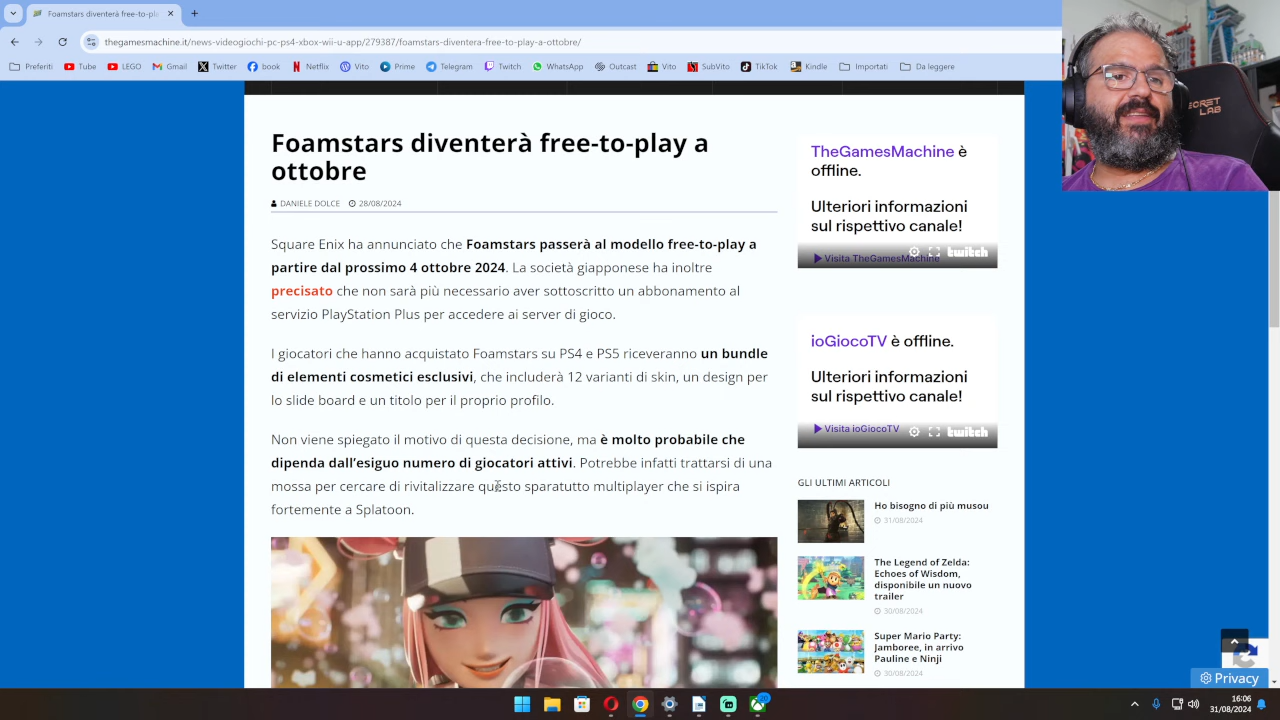 Foamstars diventerà free-to-pla
thegamesmachine.it/news-videogiochi-pc-ps4-xbox-wii-u-app/279387/foamstars-diventera-free-to-play-a-ottobre/
Preferiti Tube LEGO Gmail Twitter book Netflix Vito Prime Telegram Twitch WhatsApp Outcast Vito SubVito TikTok Kindle Importati Da leggere
SECRET
LAB
Foamstars diventerà free-to-play a
ottobre
DANIELE DOLCE 28/08/2024
Square Enix ha annunciato che Foamstars passerà al modello free-to-play a
partire dal prossimo 4 ottobre 2024. La società giapponese ha inoltre
precisato che non sarà più necessario aver sottoscritto un abbonamento al
servizio PlayStation Plus per accedere ai server di gioco.
I giocatori che hanno acquistato Foamstars su PS4 e PS5 riceveranno un bundle
di elementi cosmetici esclusivi, che includerà 12 varianti di skin, un design per
lo slide board e un titolo per il proprio profilo.
Non viene spiegato il motivo di questa decisione, ma è molto probabile che
dipenda dall'esiguo numero di giocatori attivi. Potrebbe infatti trattarsi di una
mossa per cercare di rivitalizzare questo sparatutto multiplayer che si ispira
fortemente a Splatoon.
TheGamesMachine è
offline.
Ulteriori informazioni
sul rispettivo canale!
Visita TheGamesMachine twitch
ioGiocoTV è offline.
Ulteriori informazioni
sul rispettivo canale!
Visita ioGiocoTV twitch
GLI ULTIMI ARTICOLI
Ho bisogno di più musou
31/08/2024
The Legend of Zelda:
Echoes of Wisdom,
disponibile un nuovo
trailer
30/08/2024
Super Mario Party:
Jamboree, in arrivo
Pauline e Ninji
30/08/2024
Privacy
16:06
31/08/2024